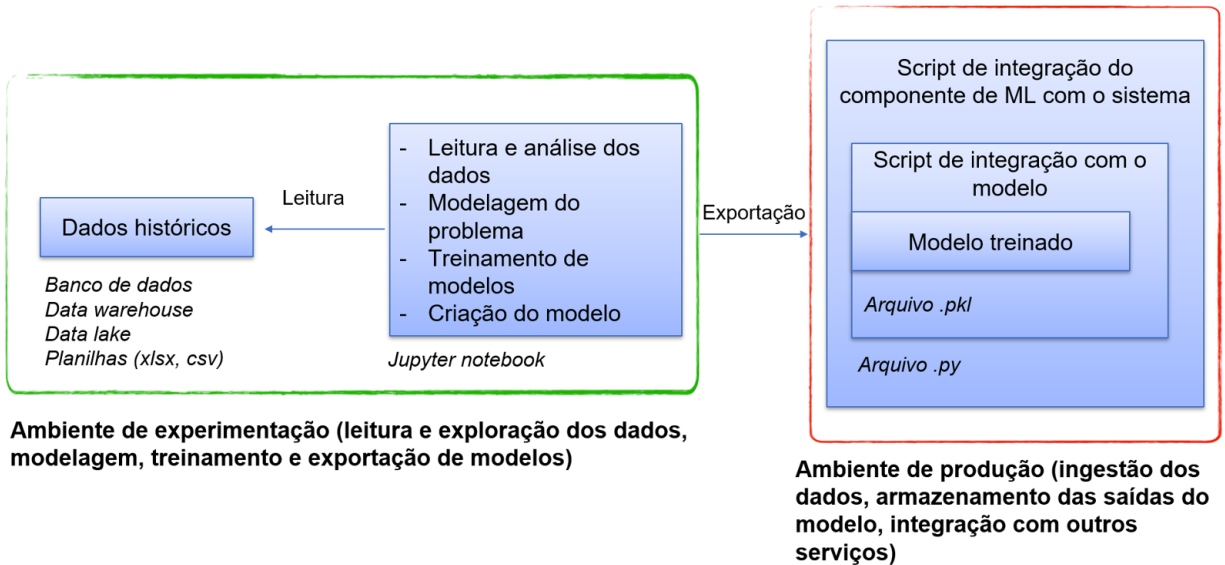 Dados históricos
Banco de dados
Data warehouse
Data lake
Planilhas (xlsx, csv)
Leitura
- Leitura e análise dos
dados
- Modelagem do
problema
- Treinamento de
modelos
- Criação do modelo
Jupyter notebook
Ambiente de experimentação (leitura e exploração dos dados,
modelagem, treinamento e exportação de modelos)
Exportação
Script de integração do
componente de ML com o sistema
Script de integração com o
modelo
Modelo treinado
Arquivo .pkl
Arquivo .py
Ambiente de produção (ingestão dos
dados, armazenamento das saídas do
modelo, integração com outros
serviços)